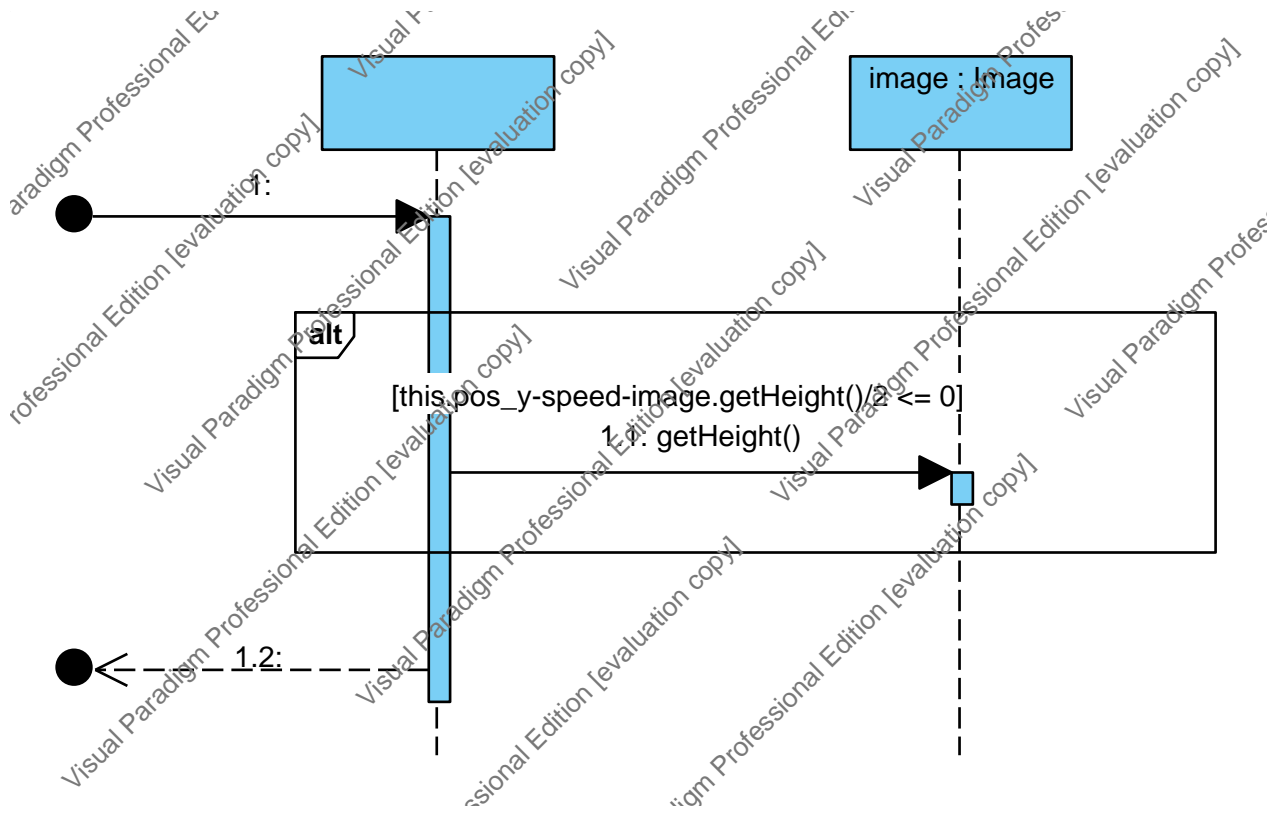 image : Image
1:
alt
[this.pos_y-speed-image.getHeight()/2 <= 0]
1.1: getHeight()
1.2:
Visual Paradigm Professional Edition [evaluation copy]